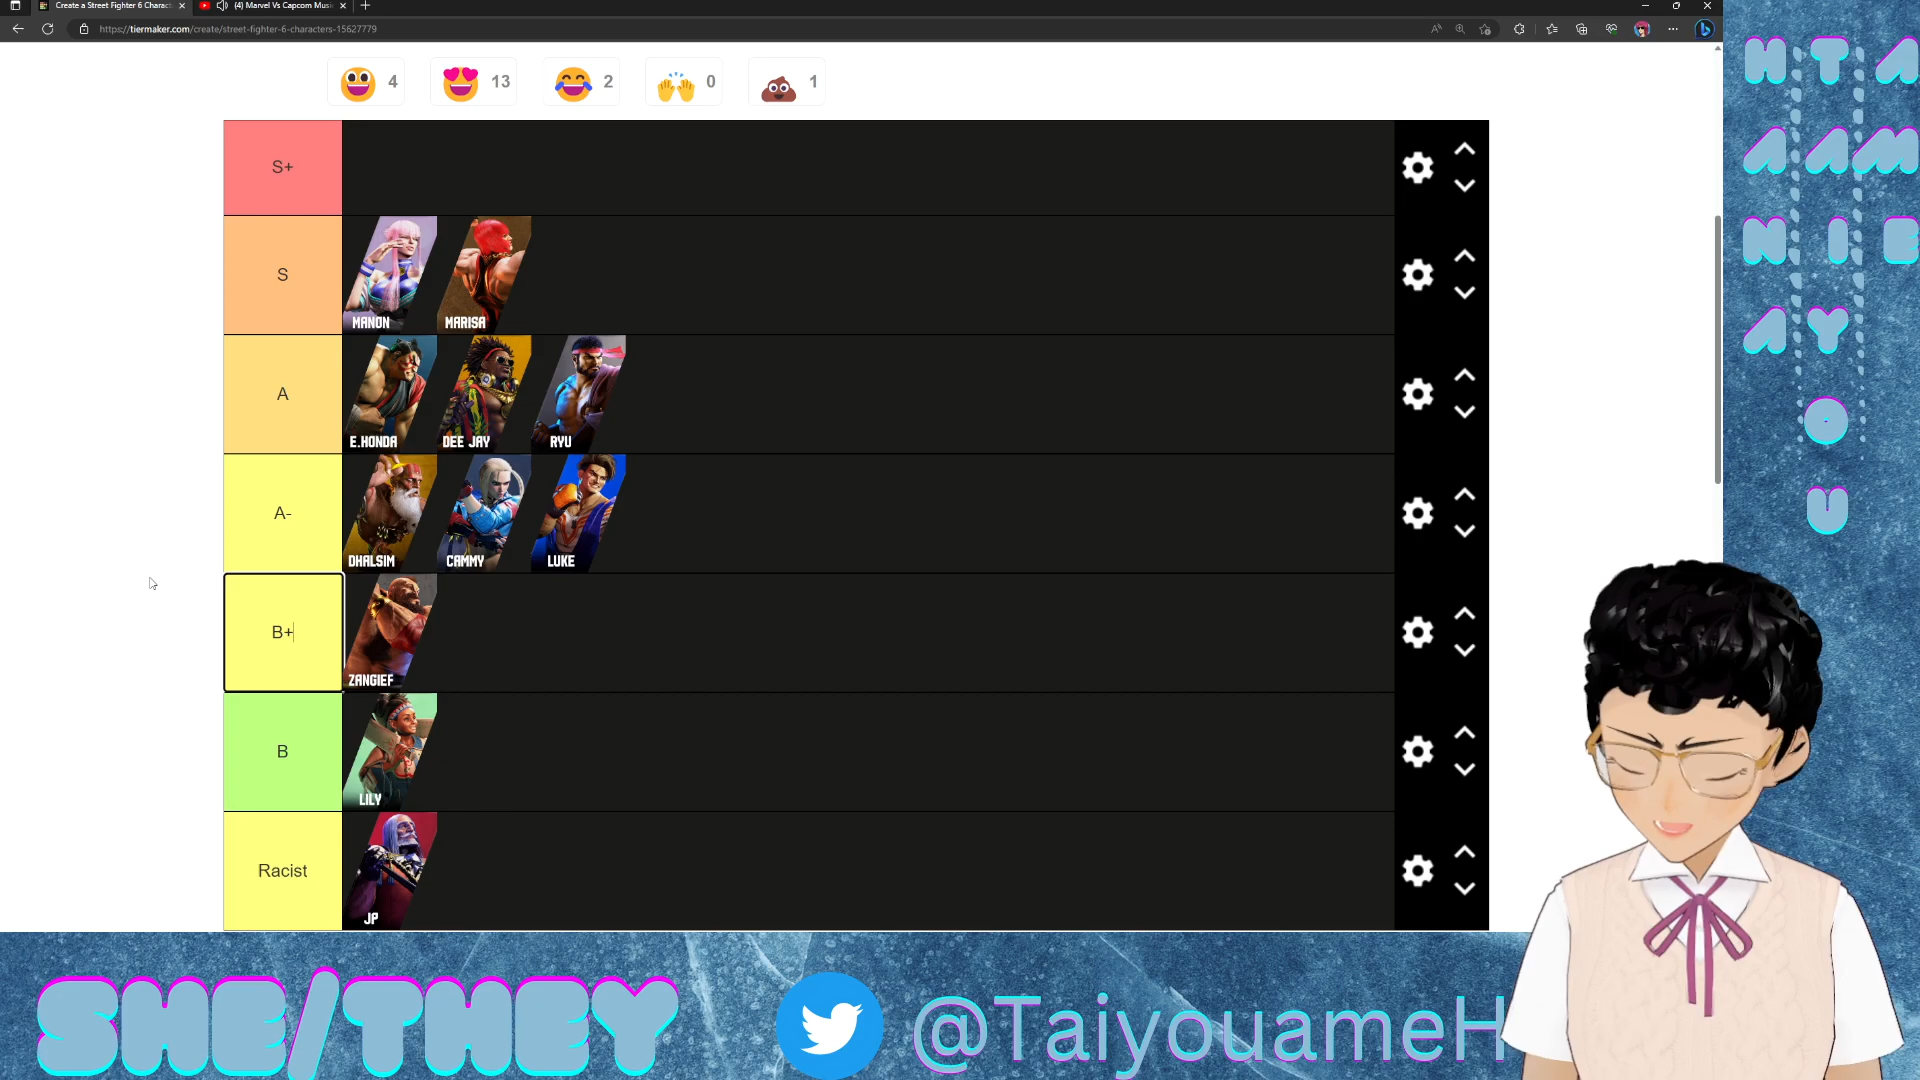 Create a Street Fighter 6 Charact
(4) Marvel Vs Capcom Musi
https://tiermaker.com/create/street-fighter-6-characters-15627779
4
13
2
0
1
S+
S
MANON
MARISA
A
E.HONDA
DEE JAY
RYU
A-
DHALSIM
CAMMY
LUKE
B+
ZANGIEF
B
LILY
Racist
JP
H T A
A A M
N I E
A Y
O
U
SHE/THEY
@TaiyouameH